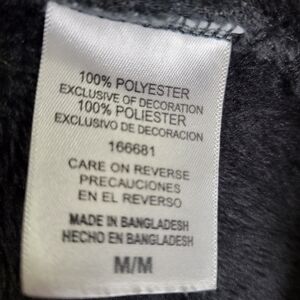 100% POLYESTER
EXCLUSIVE OF DECORATION
100% POLIESTER
EXCLUSIVO DE DECORACION
166681
CARE ON REVERSE
PRECAUCIONES
EN EL REVERSO
MADE IN BANGLADESH
HECHO EN BANGLADESH
M/M